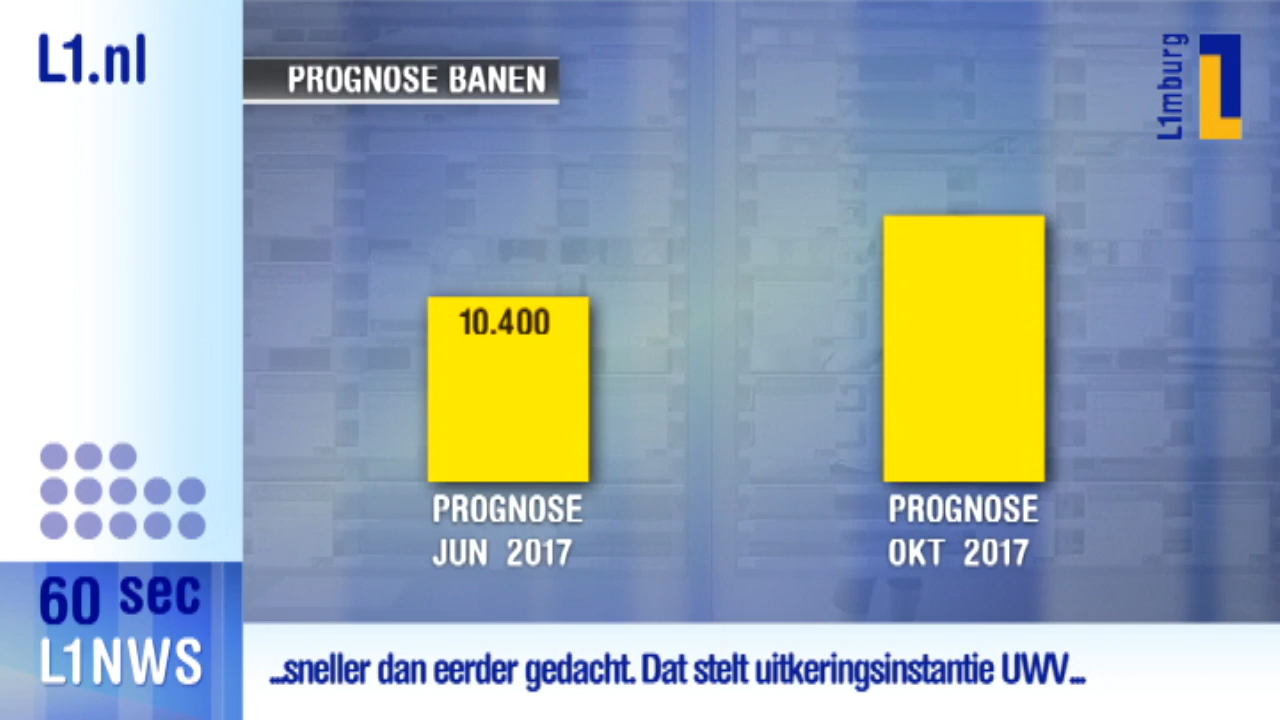 L1.nl
PROGNOSE BANEN
L1mburg
10.400
PROGNOSE
JUN 2017
PROGNOSE
OKT 2017
60 sec
L1NWS
...sneller dan eerder gedacht. Dat stelt uitkeringsinstantie UWV...